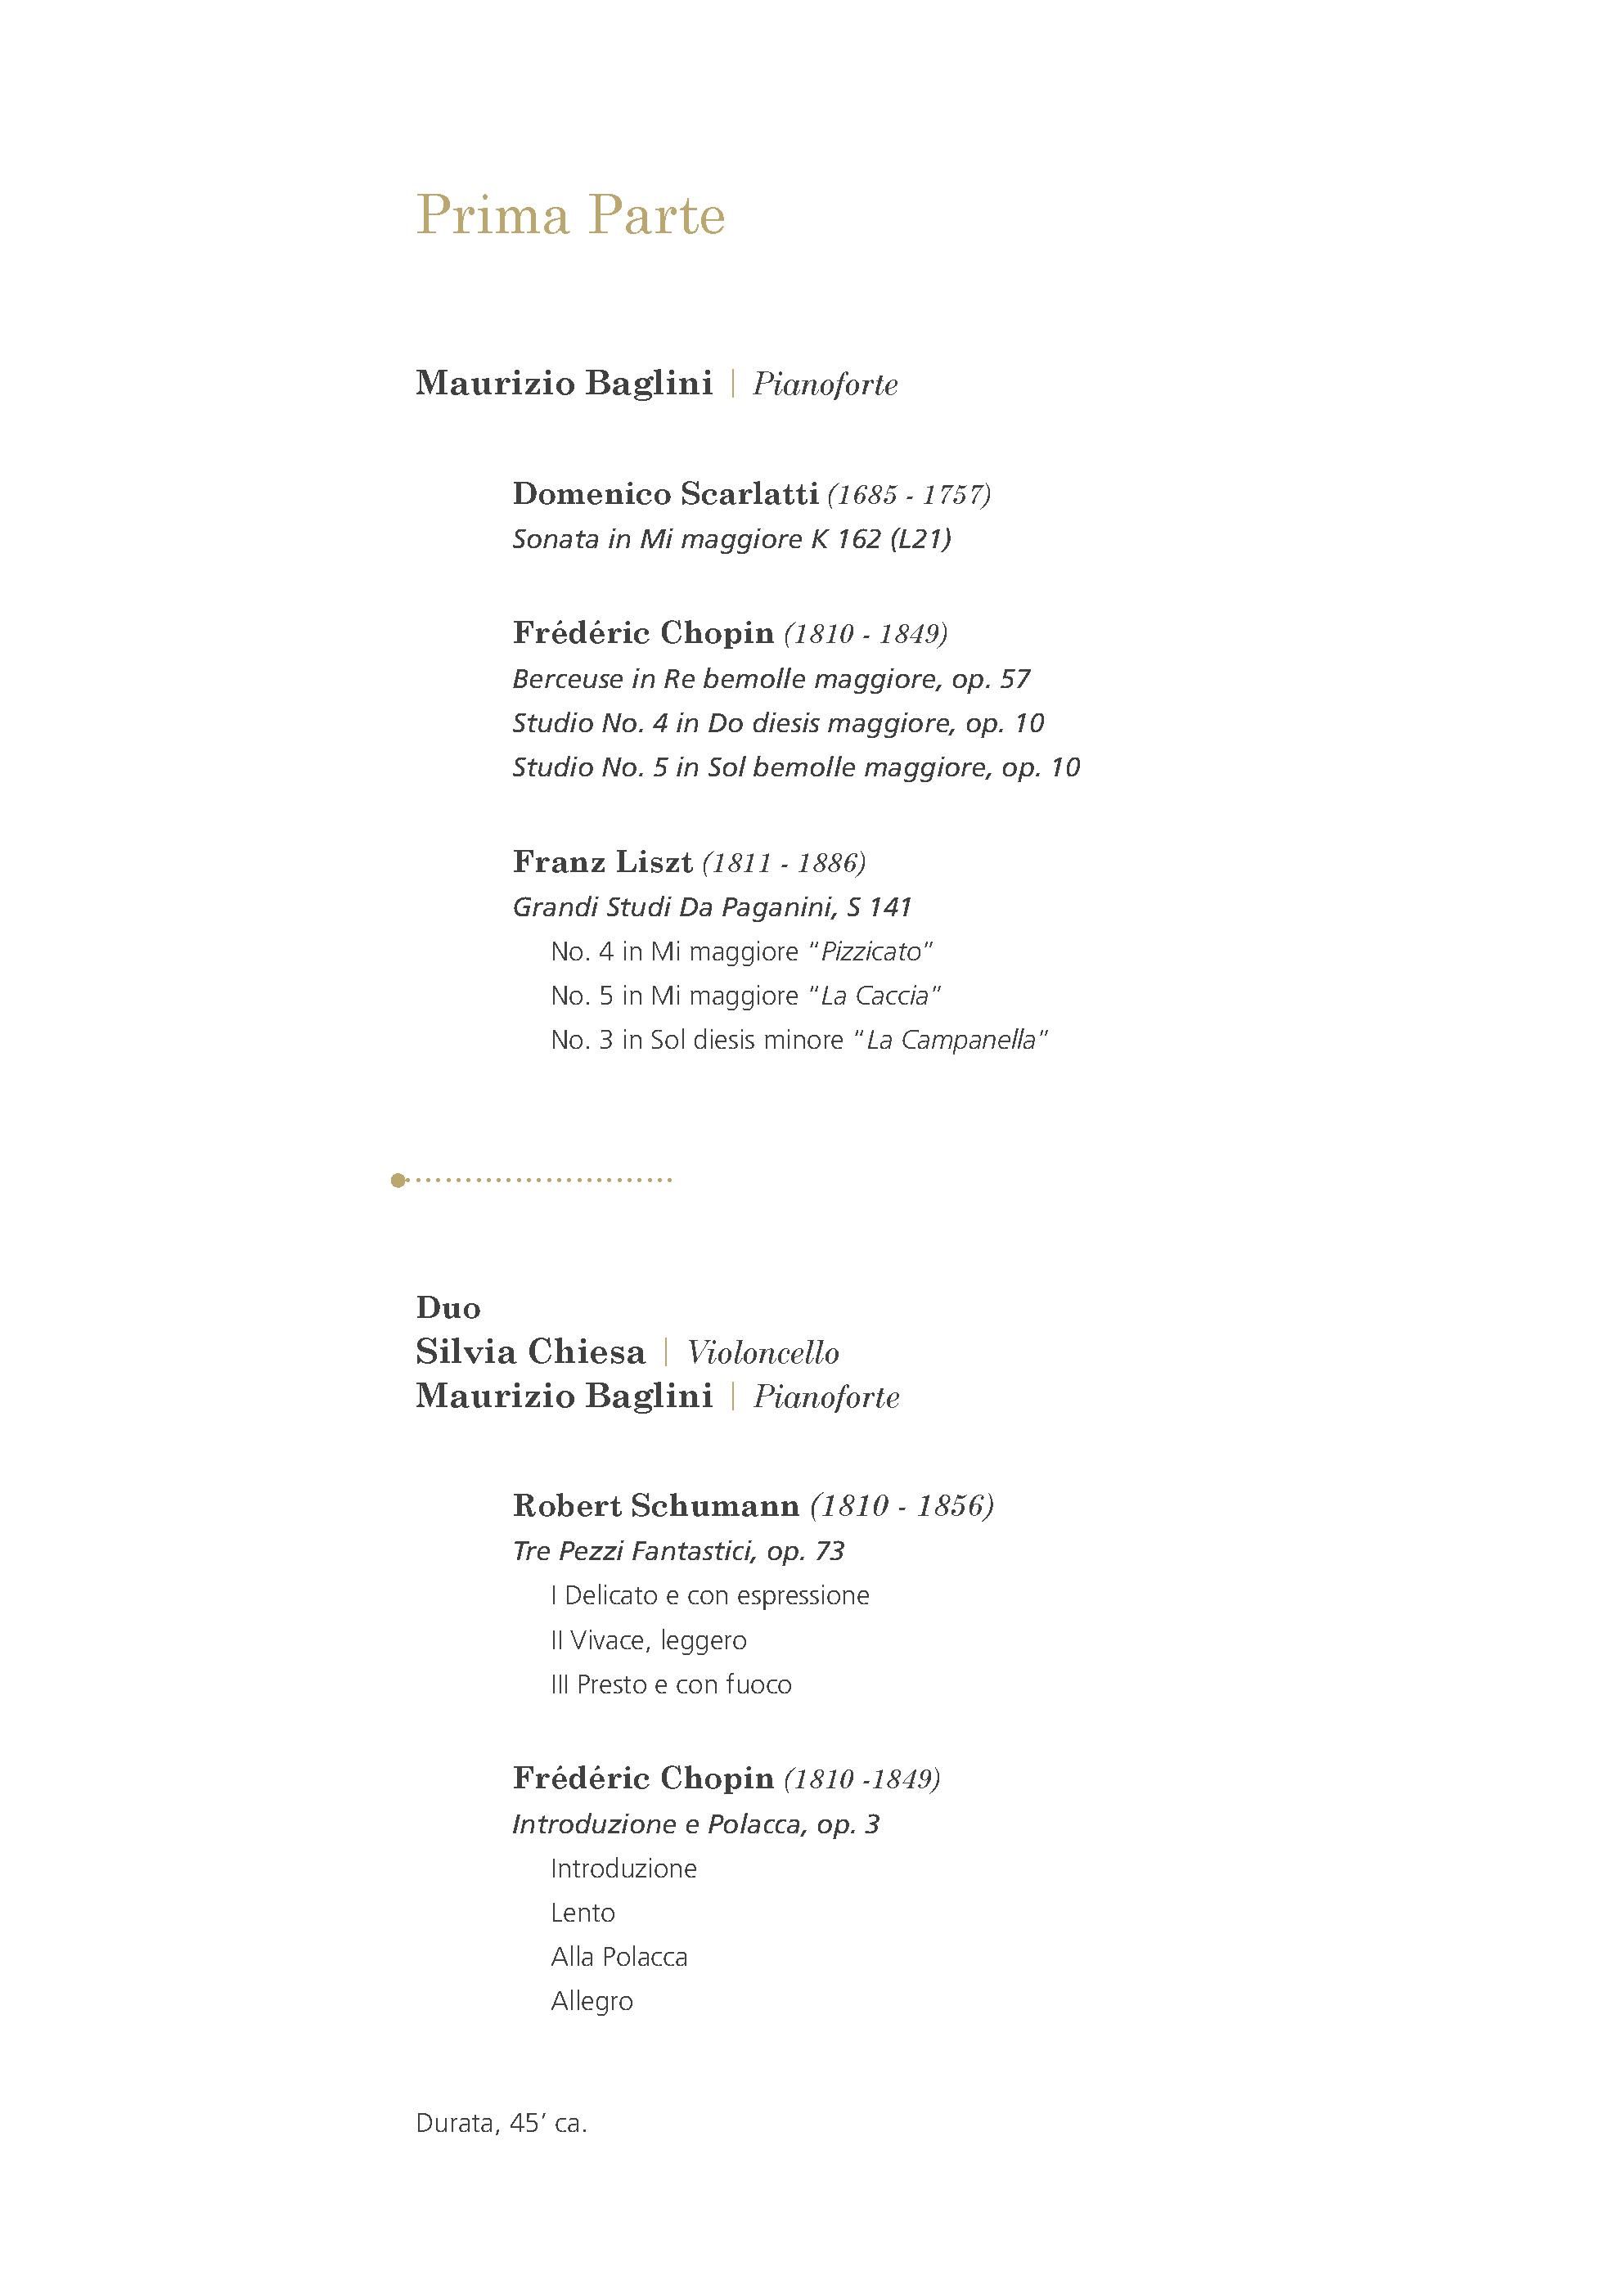 Prima Parte
Maurizio Baglini | Pianoforte
Domenico Scarlatti (1685 - 1757)
Sonata in Mi maggiore K 162 (L21)
Frédéric Chopin (1810 - 1849)
Berceuse in Re bemolle maggiore, op. 57
Studio No. 4 in Do diesis maggiore, op. 10
Studio No. 5 in Sol bemolle maggiore, op. 10
Franz Liszt (1811 - 1886)
Grandi Studi Da Paganini, S 141
No. 4 in Mi maggiore “Pizzicato”
No. 5 in Mi maggiore “La Caccia”
No. 3 in Sol diesis minore “La Campanella”
Duo
Silvia Chiesa | Violoncello
Maurizio Baglini | Pianoforte
Robert Schumann (1810 - 1856)
Tre Pezzi Fantastici, op. 73
I Delicato e con espressione
II Vivace, leggero
III Presto e con fuoco
Frédéric Chopin (1810 -1849)
Introduzione e Polacca, op. 3
Introduzione
Lento
Alla Polacca
Allegro
Durata, 45’ ca.